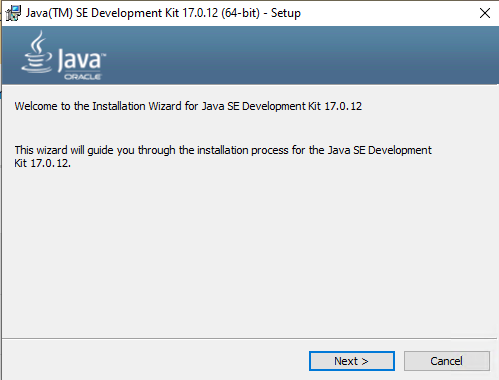 Java(TM) SE Development Kit 17.0.12 (64-bit) - Setup
Java™
ORACLE
Welcome to the Installation Wizard for Java SE Development Kit 17.0.12
This wizard will guide you through the installation process for the Java SE Development
Kit 17.0.12.
Next >
Cancel